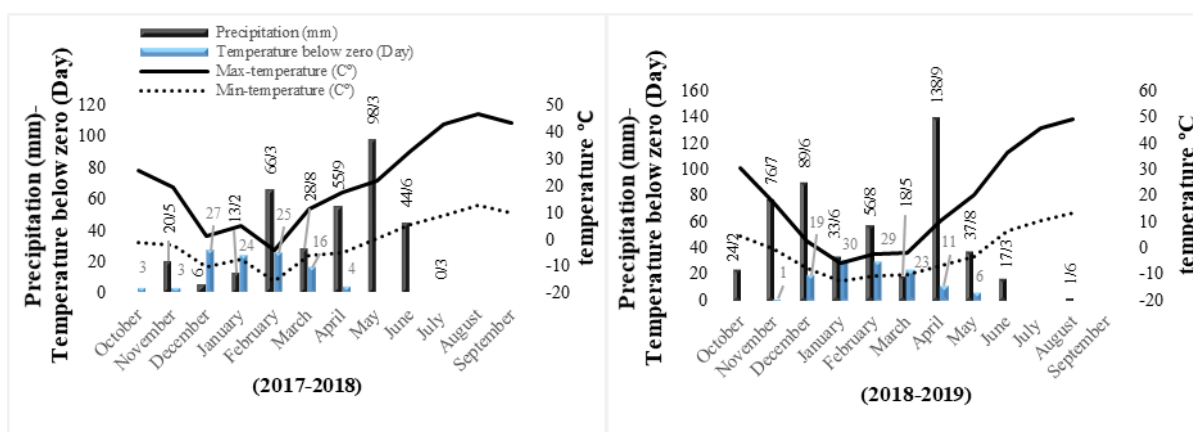 Precipitation (mm)
Temperature below zero (Day)
Max-temperature (C°)
Min-temperature (C°)
Precipitation (mm)-
Temperature below zero (Day)
120
100
80
60
40
20
0
50
40
30
20
10
0
-10
-20
temperature °C
3
20/5
3
6
27
13/2
24
66/3
25
28/8
16
55/9
4
98/3
44/6
0/3
October
November
December
January
February
March
April
May
June
July
August
September
(2017-2018)
Precipitation (mm)-
Temperature below zero (Day)
160
140
120
100
80
60
40
20
0
60
50
40
30
20
10
0
-10
-20
temperature °C
24/2
76/7
1
89/6
19
33/6
30
56/8
29
18/5
23
138/9
11
37/8
6
17/3
1/6
October
November
December
January
February
March
April
May
June
July
August
September
(2018-2019)